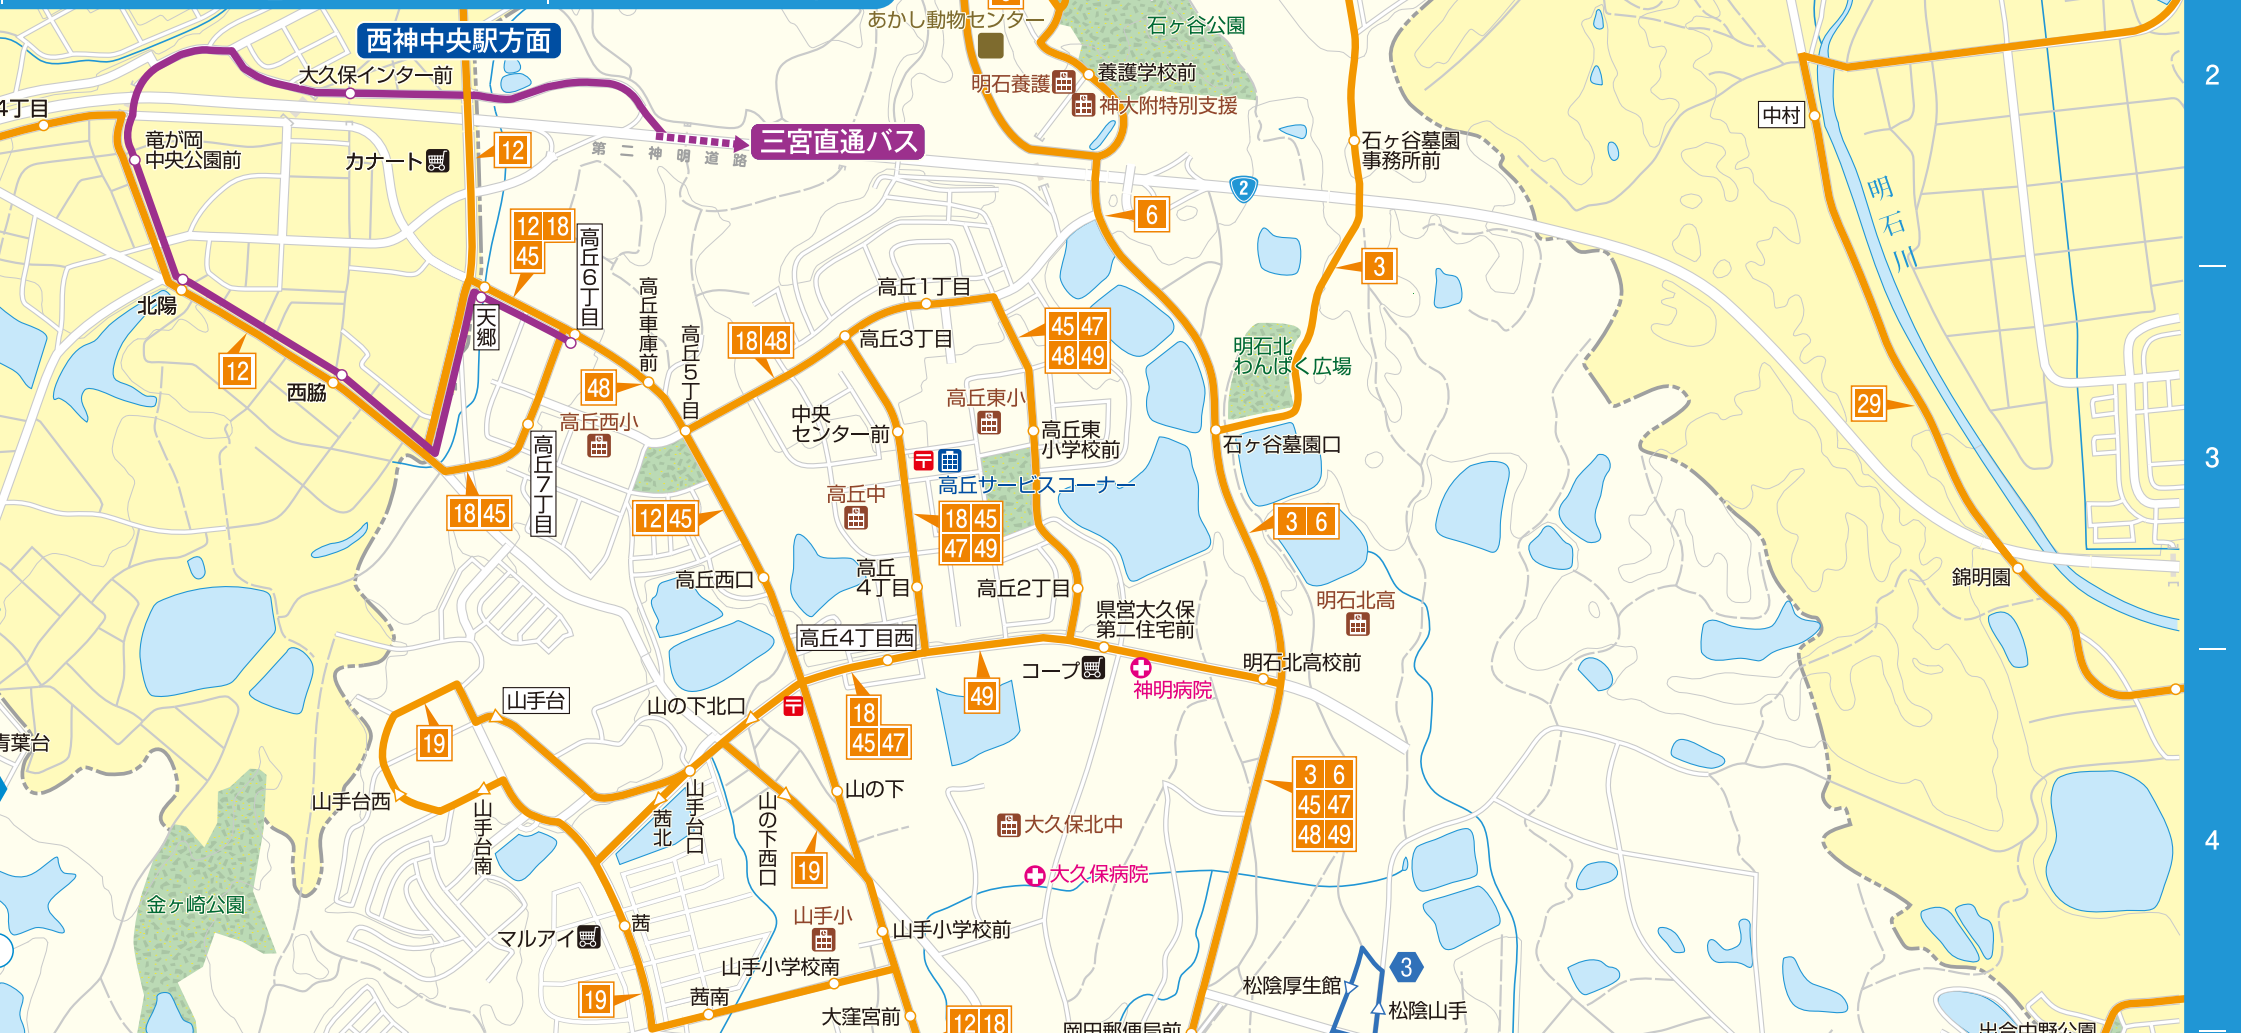 西神中央駅方面
あかし動物センター
石ヶ谷公園
2
大久保インター前
養護学校前
明石養護
神大附特別支援
4丁目
中村
竜が岡
中央公園前
カナート
12
第二神明道路
三宮直通バス
石ヶ谷墓園
事務所前
2
明石川
6
12 18
45
高丘6丁目
3
北陽
天郷
高丘車庫前
高丘1丁目
高丘5丁目
18 48
高丘3丁目
45 47
48 49
明石北
わんぱく広場
12
西脇
48
高丘西小
高丘東小
中央
センター前
高丘東
小学校前
石ヶ谷墓園口
29
3
高丘7丁目
高丘サービスコーナー
高丘中
18 45
12 45
18 45
47 49
3 6
高丘西口
高丘
4丁目
高丘2丁目
錦明園
県営大久保
第二住宅前
明石北高
高丘4丁目西
コープ
神明病院
明石北高校前
49
山手台
山の下北口
18
45 47
19
青葉台
山手台西
山手台南
茜北
山手台口
山の下西口
山の下
3 6
45 47
48 49
大久保北中
4
19
大久保病院
金ヶ崎公園
マルアイ
茜
山手小
山手小学校前
山手小学校南
3
19
茜南
松陰厚生館
松陰山手
大窪宮前
12 18
岡田郵便局前
出合中野公園